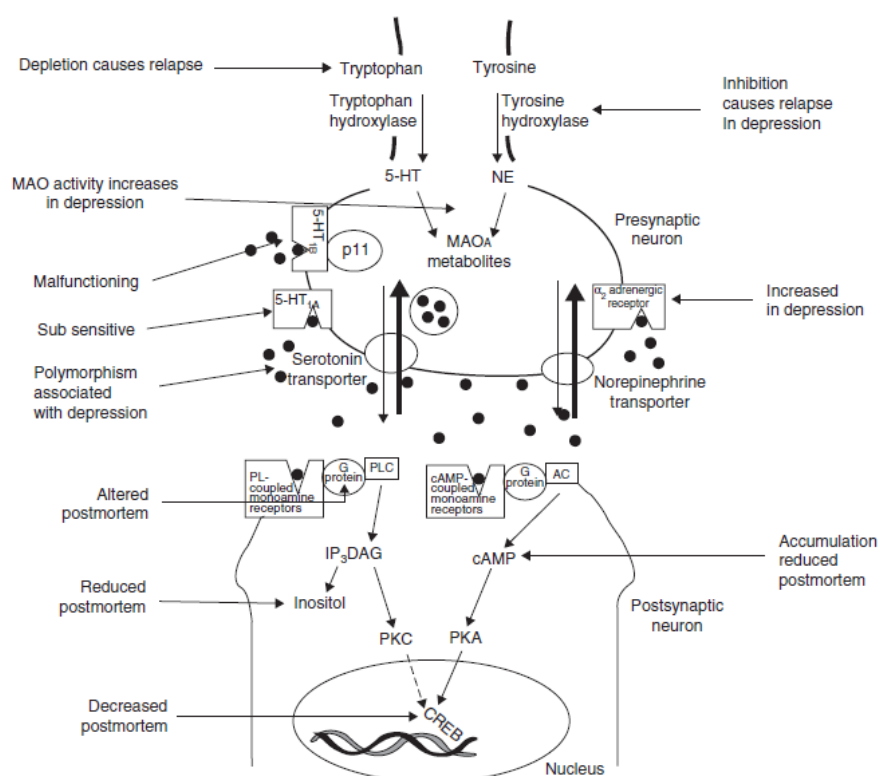 Depletion causes relapse
Tryptophan
Tyrosine
Tryptophan
hydroxylase
Tyrosine
hydroxylase
Inhibition
causes relapse
In depression
5-HT
NE
MAO activity increases
in depression
5-HT1B
p11
MAOA
metabolites
Presynaptic
neuron
Malfunctioning
5-HT1A
α2 adrenergic
receptor
Increased
in depression
Sub sensitive
Polymorphism
associated
with depression
Serotonin
transporter
Norepinephrine
transporter
PL-
coupled
monoamine
receptors
G
protein
PLC
cAMP-
coupled
monoamine
receptors
G
protein
AC
Altered
postmortem
IP3DAG
cAMP
Accumulation
reduced
postmortem
Reduced
postmortem
Inositol
Postsynaptic
neuron
PKC
PKA
Decreased
postmortem
CREB
Nucleus